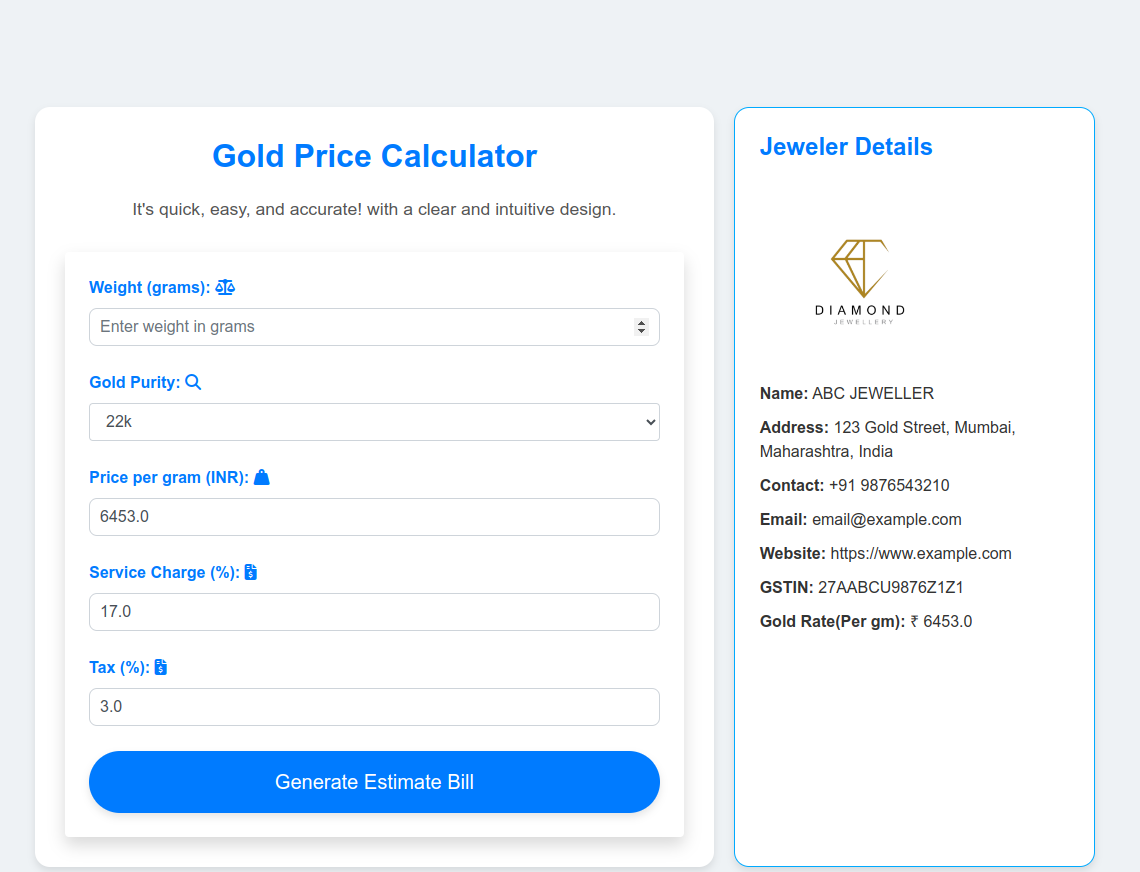 Gold Price Calculator
It's quick, easy, and accurate! with a clear and intuitive design.
Weight (grams):
Enter weight in grams
Gold Purity:
22k
Price per gram (INR):
6453.0
Service Charge (%):
17.0
Tax (%):
3.0
Generate Estimate Bill
Jeweler Details
DIAMOND
JEWELLERY
Name: ABC JEWELLER
Address: 123 Gold Street, Mumbai,
Maharashtra, India
Contact: +91 9876543210
Email: email@example.com
Website: https://www.example.com
GSTIN: 27AABCU9876Z1Z1
Gold Rate(Per gm): ₹ 6453.0